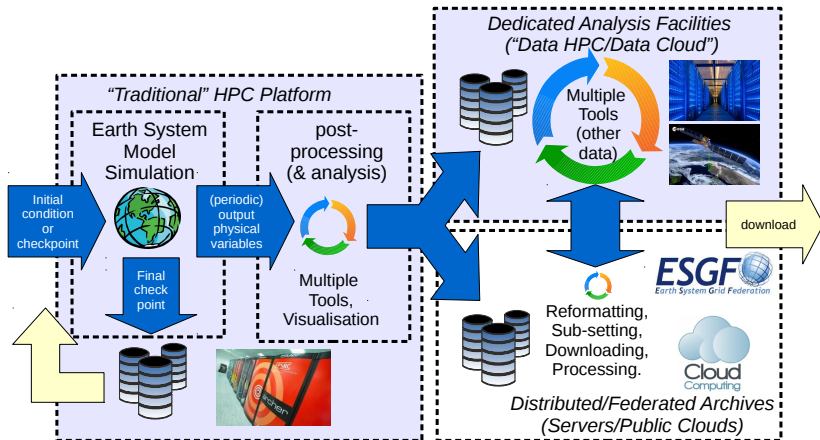 Dedicated Analysis Facilities
(“Data HPC/Data Cloud”)
“Traditional” HPC Platform
Earth System
Model
Simulation
post-
processing
(& analysis)
Multiple
Tools
(other
data)
esa
Initial
condition
or
checkpoint
(periodic)
output
physical
variables
download
Final
check
point
Multiple
Tools,
Visualisation
ESGF
Earth System Grid Federation
Reformatting,
Sub-setting,
Downloading,
Processing.
Cloud
Computing
archer
Distributed/Federated Archives
(Servers/Public Clouds)